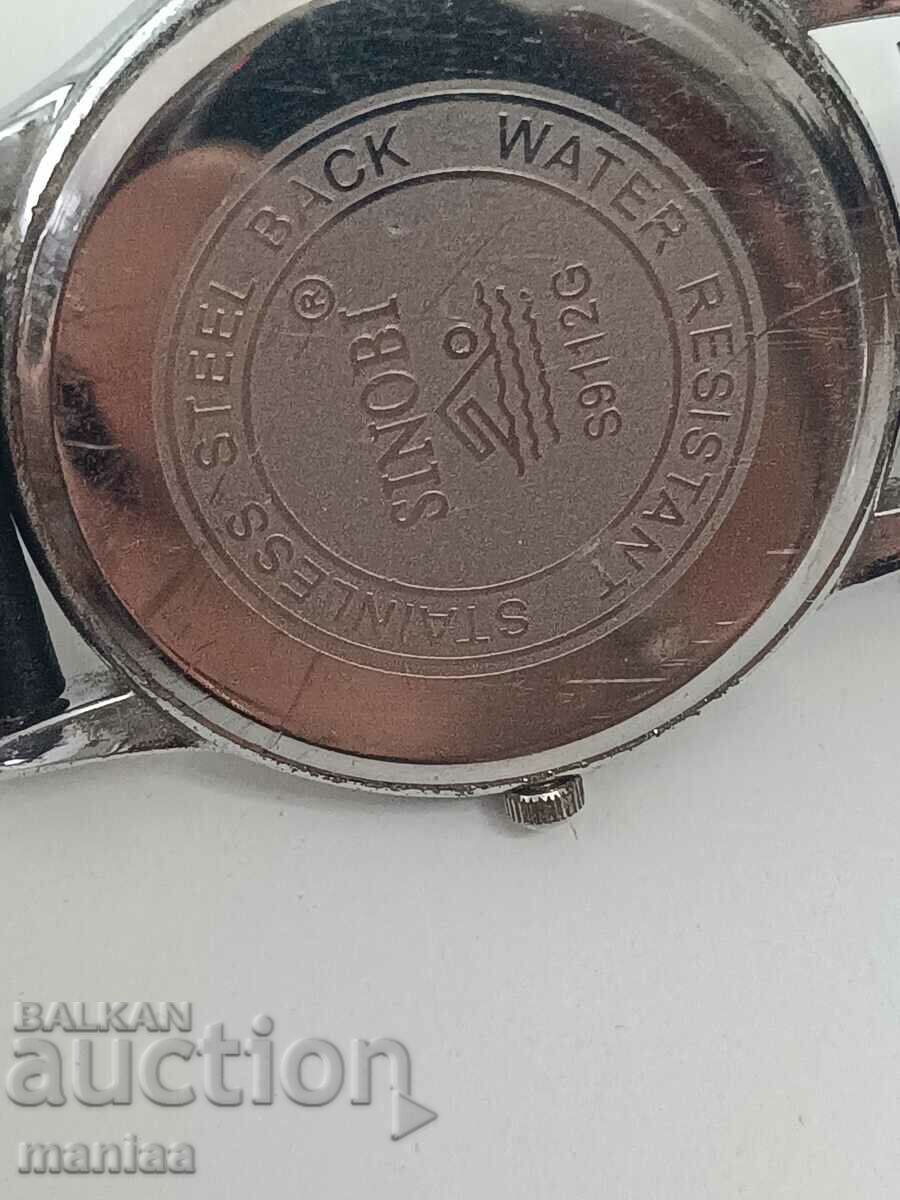 STAINLESS STEEL BACK WATER RESISTANT
SINOBI ®
S9112G
BALKAN
auction
maniaa